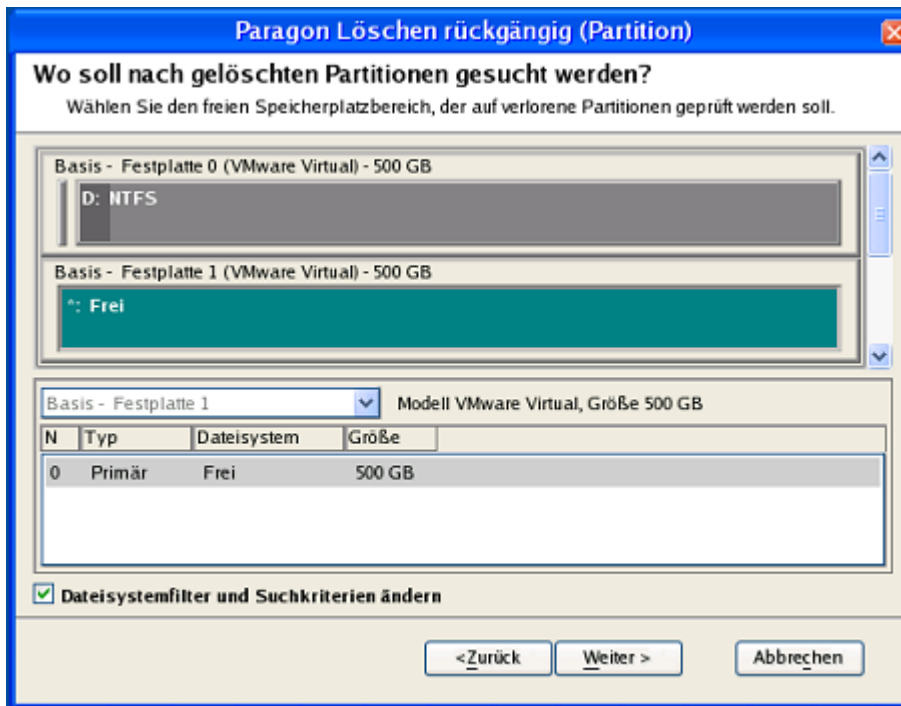 Paragon Löschen rückgängig (Partition)
Wo soll nach gelöschten Partitionen gesucht werden?
Wählen Sie den freien Speicherplatzbereich, der auf verlorene Partitionen geprüft werden soll.
Basis - Festplatte 0 (VMware Virtual) - 500 GB
D: NTFS
Basis - Festplatte 1 (VMware Virtual) - 500 GB
*: Frei
Basis - Festplatte 1 Modell VMware Virtual, Größe 500 GB
N Typ Dateisystem Größe
0 Primär Frei 500 GB
Dateisystemfilter und Suchkriterien ändern
<Zurück Weiter > Abbrechen